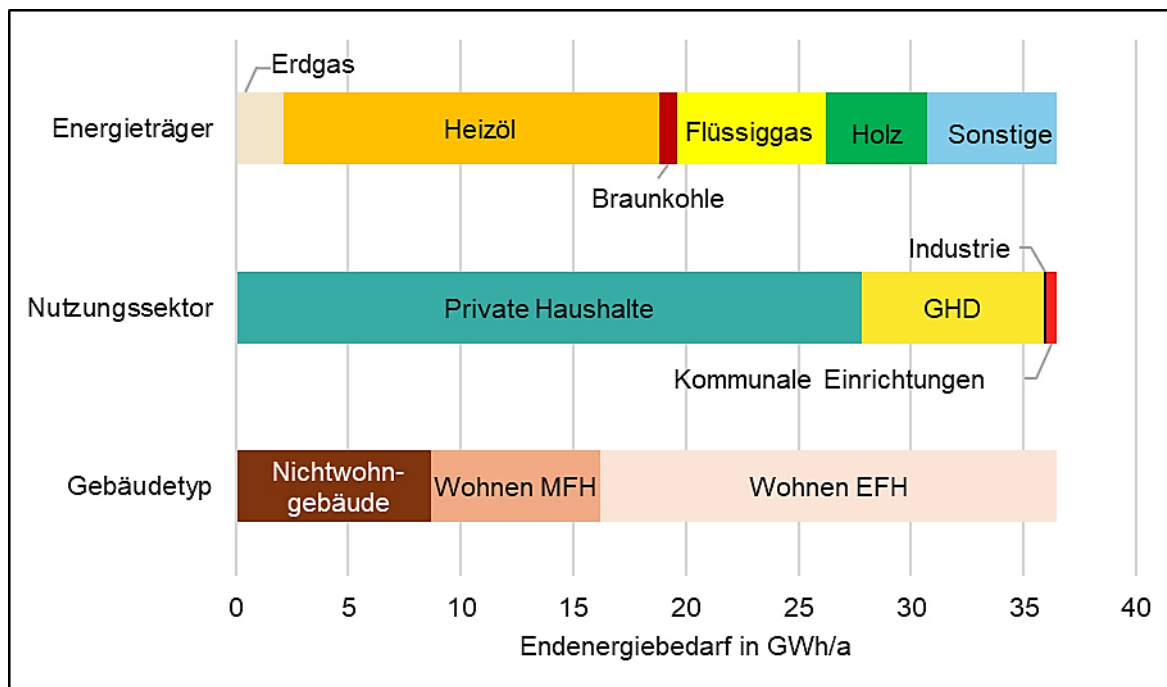 Erdgas
Energieträger
Heizöl
Flüssiggas
Holz
Sonstige
Braunkohle
Industrie
Nutzungssektor
Private Haushalte
GHD
Kommunale Einrichtungen
Gebäudetyp
Nichtwohn-
gebäude
Wohnen MFH
Wohnen EFH
0 5 10 15 20 25 30 35 40
Endenergiebedarf in GWh/a